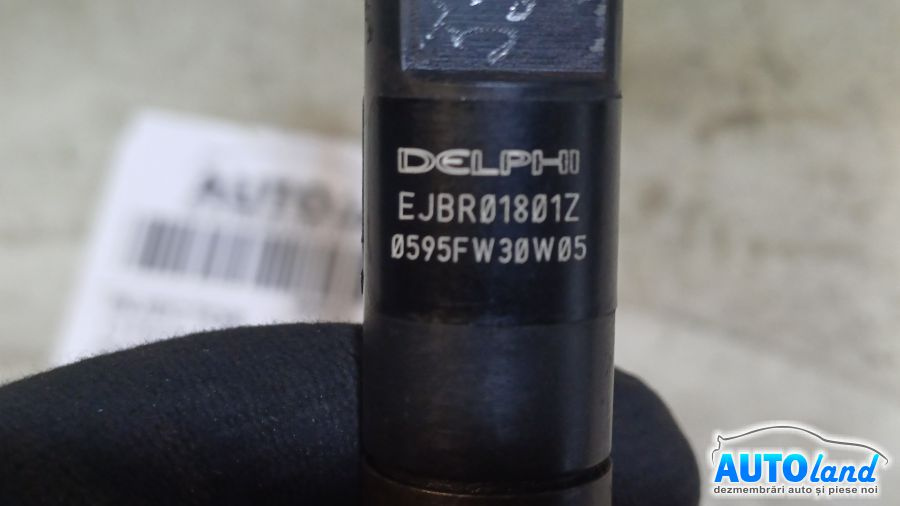 DELPHI
EJBR01801Z
0595FW30W05
AUTO
AUTOland
dezmembrări auto și piese noi